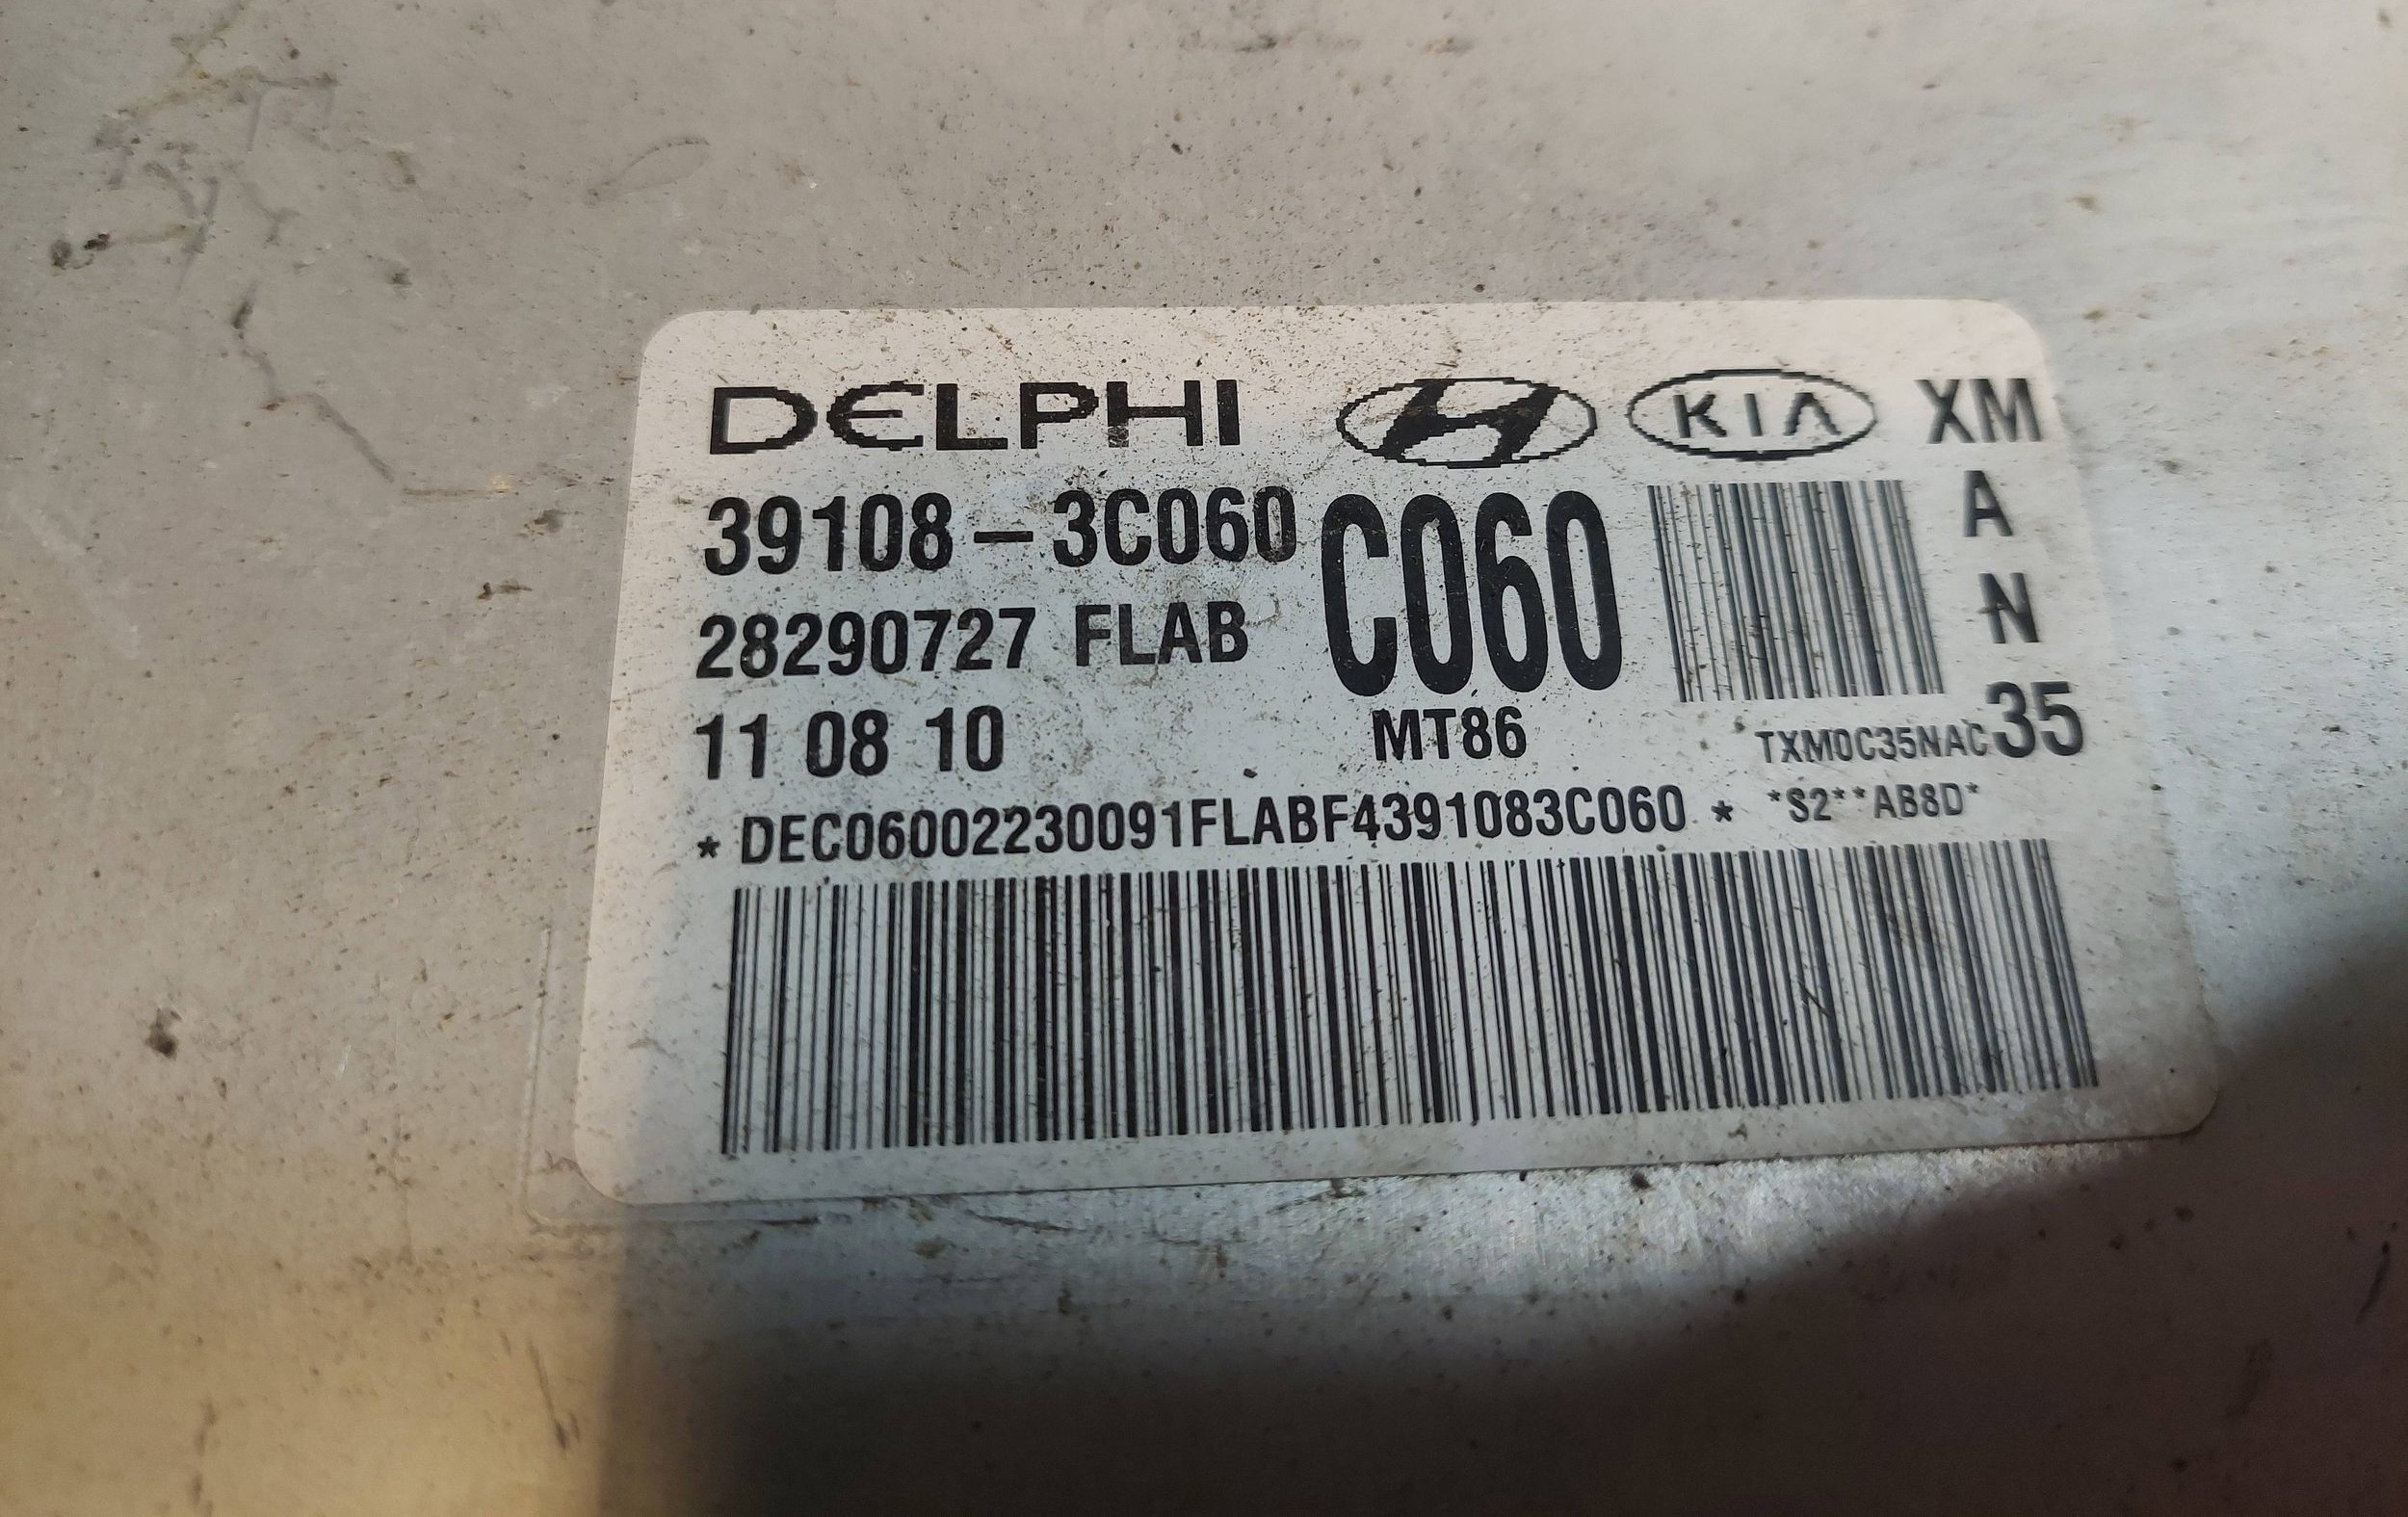 DELPHI H KIA XM
39108-3C060 C060 A
28290727 FLAB N
11 08 10 MT86 TXM0C35NAC 35
* DEC06002230091FLABF4391083C060 * *S2**AB8D*